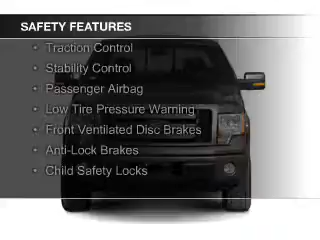 SAFETY FEATURES
• Traction Control
• Stability Control
• Passenger Airbag
• Low Tire Pressure Warning
• Front Ventilated Disc Brakes
• Anti-Lock Brakes
• Child Safety Locks